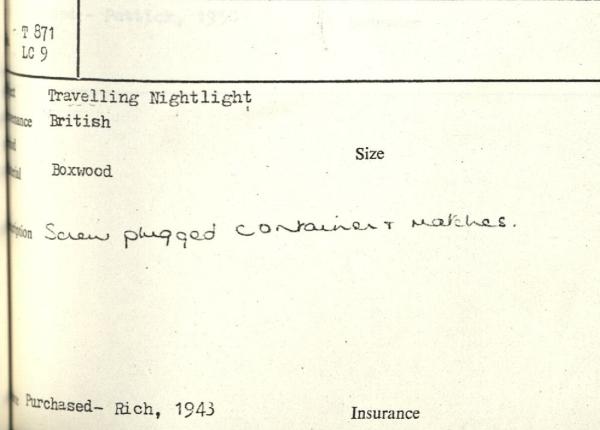 T 871
LC 9
Travelling Nightlight
British
Size
Boxwood
Screw plugged container + matches.
Purchased- Rich, 1943
Insurance